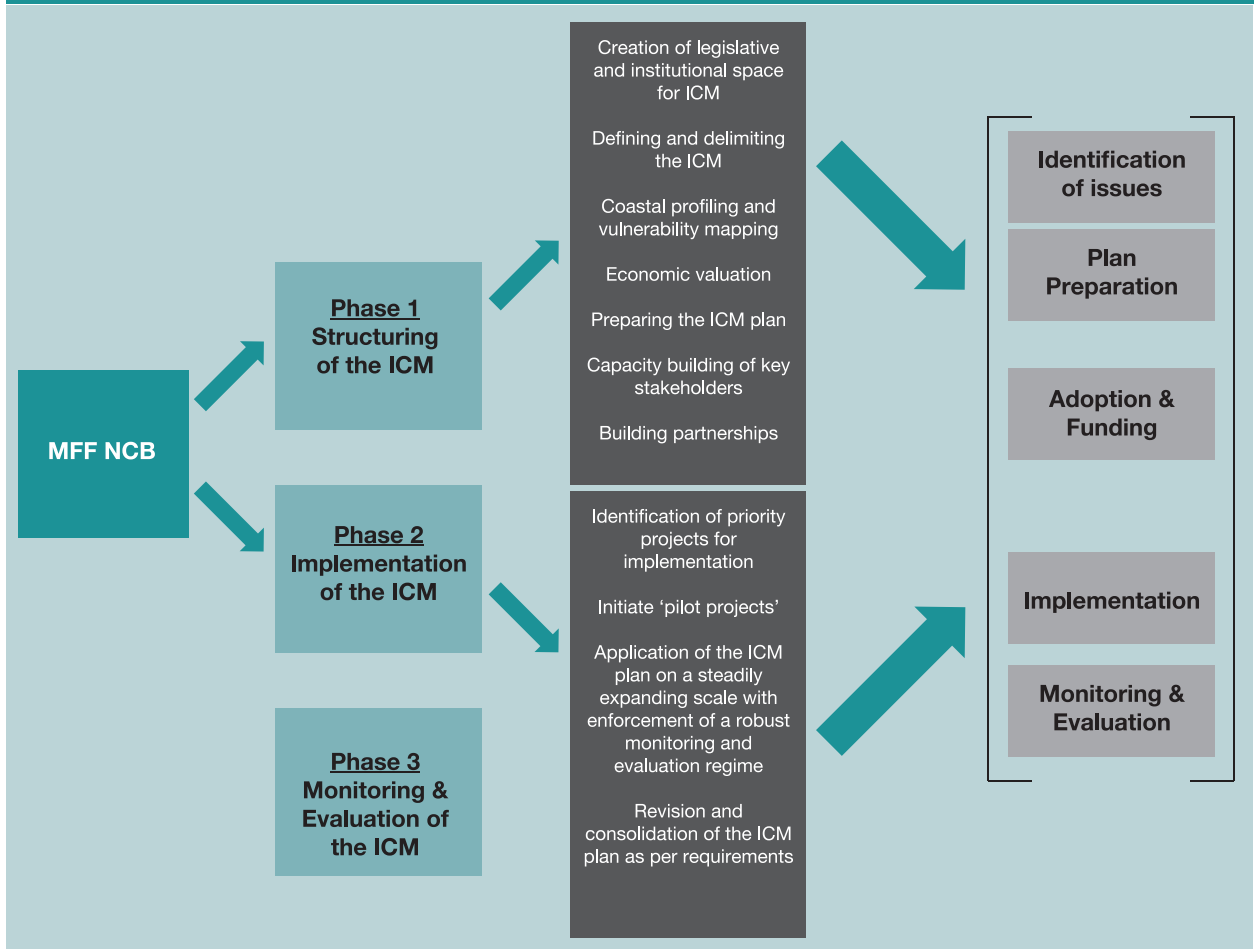 MFF NCB
Phase 1
Structuring
of the ICM
Phase 2
Implementation
of the ICM
Phase 3
Monitoring &
Evaluation of
the ICM
Creation of legislative
and institutional space
for ICM
Defining and delimiting
the ICM
Coastal profiling and
vulnerability mapping
Economic valuation
Preparing the ICM plan
Capacity building of key
stakeholders
Building partnerships
Identification of priority
projects for
implementation
Initiate ‘pilot projects’
Application of the ICM
plan on a steadily
expanding scale with
enforcement of a robust
monitoring and
evaluation regime
Revision and
consolidation of the ICM
plan as per requirements
Identification
of issues
Plan
Preparation
Adoption &
Funding
Implementation
Monitoring &
Evaluation